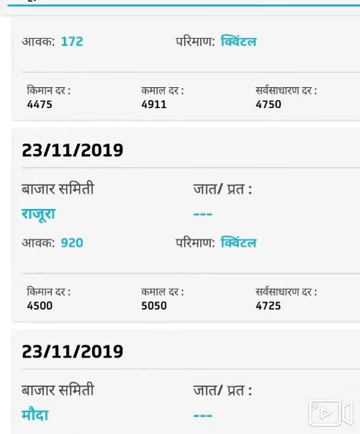 आवक: 172 परिमाण: क्विंटल
किमान दर : कमाल दर : सर्वसाधारण दर :
4475 4911 4750
23/11/2019
बाजार समिती जात/ प्रत :
राजूरा ---
आवक: 920 परिमाण: क्विंटल
किमान दर : कमाल दर : सर्वसाधारण दर :
4500 5050 4725
23/11/2019
बाजार समिती जात/ प्रत :
मौदा ---